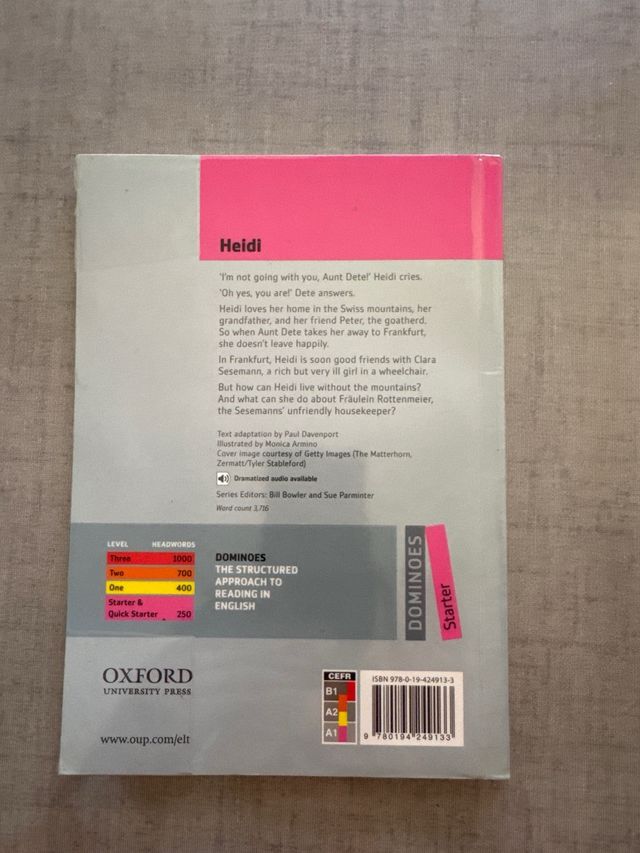 Heidi
'I'm not going with you, Aunt Dete!' Heidi cries.
'Oh yes, you are!' Dete answers.
Heidi loves her home in the Swiss mountains, her
grandfather, and her friend Peter, the goatherd.
So when Aunt Dete takes her away to Frankfurt,
she doesn't leave happily.
In Frankfurt, Heidi is soon good friends with Clara
Sesemann, a rich but very ill girl in a wheelchair.
But how can Heidi live without the mountains?
And what can she do about Fräulein Rottenmeier,
the Sesemanns' unfriendly housekeeper?
Text adaptation by Paul Davenport
Illustrated by Monica Armino
Cover image courtesy of Getty Images (The Matterhorn,
Zermatt/Tyler Stableford)
Dramatized audio available
Series Editors: Bill Bowler and Sue Parminter
Word count 3,716
LEVEL HEADWORDS
Three 1000
Two 700
One 400
Starter &
Quick Starter 250
DOMINOES
THE STRUCTURED
APPROACH TO
READING IN
ENGLISH
DOMINOES
Starter
OXFORD
UNIVERSITY PRESS
www.oup.com/elt
CEFR
B1
A2
A1
ISBN 978-0-19-424913-3
9 780194 249133